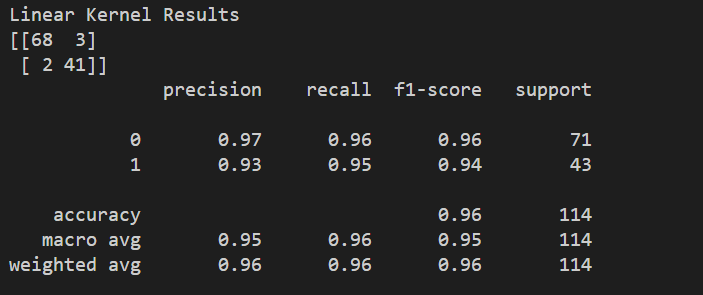 Linear Kernel Results
[[68  3]
 [ 2 41]]
              precision    recall  f1-score   support

           0       0.97      0.96      0.96        71
           1       0.93      0.95      0.94        43

    accuracy                           0.96       114
   macro avg       0.95      0.96      0.95       114
weighted avg       0.96      0.96      0.96       114